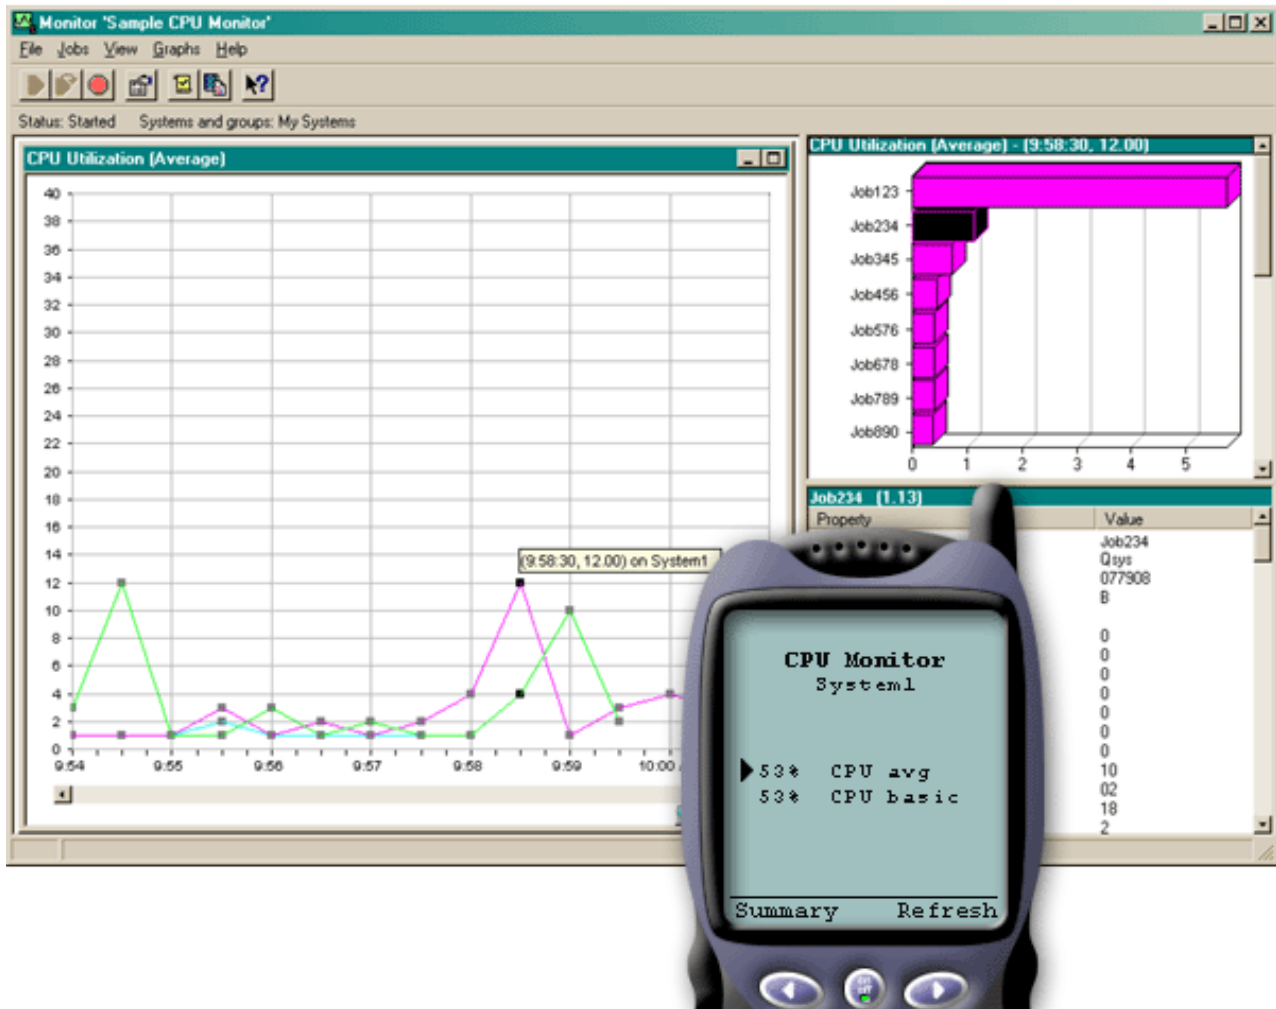 Monitor 'Sample CPU Monitor'
File Jobs View Graphs Help
Status: Started Systems and groups: My Systems
CPU Utilization (Average)
40
38
36
34
32
30
28
26
24
22
20
18
16
14
12
10
8
6
4
2
0
9:54 9:55 9:56 9:57 9:58 9:59 10:00
(9:58:30, 12.00) on System1
CPU Utilization (Average) - (9:58:30, 12.00)
Job123
Job234
Job345
Job456
Job576
Job678
Job789
Job890
0 1 2 3 4 5
Job234 (1.13)
Property Value
Job234
Qsys
077908
B
0
0
0
0
0
0
0
10
02
18
2
CPU Monitor
System1
53% CPU avg
53% CPU basic
Summary Refresh